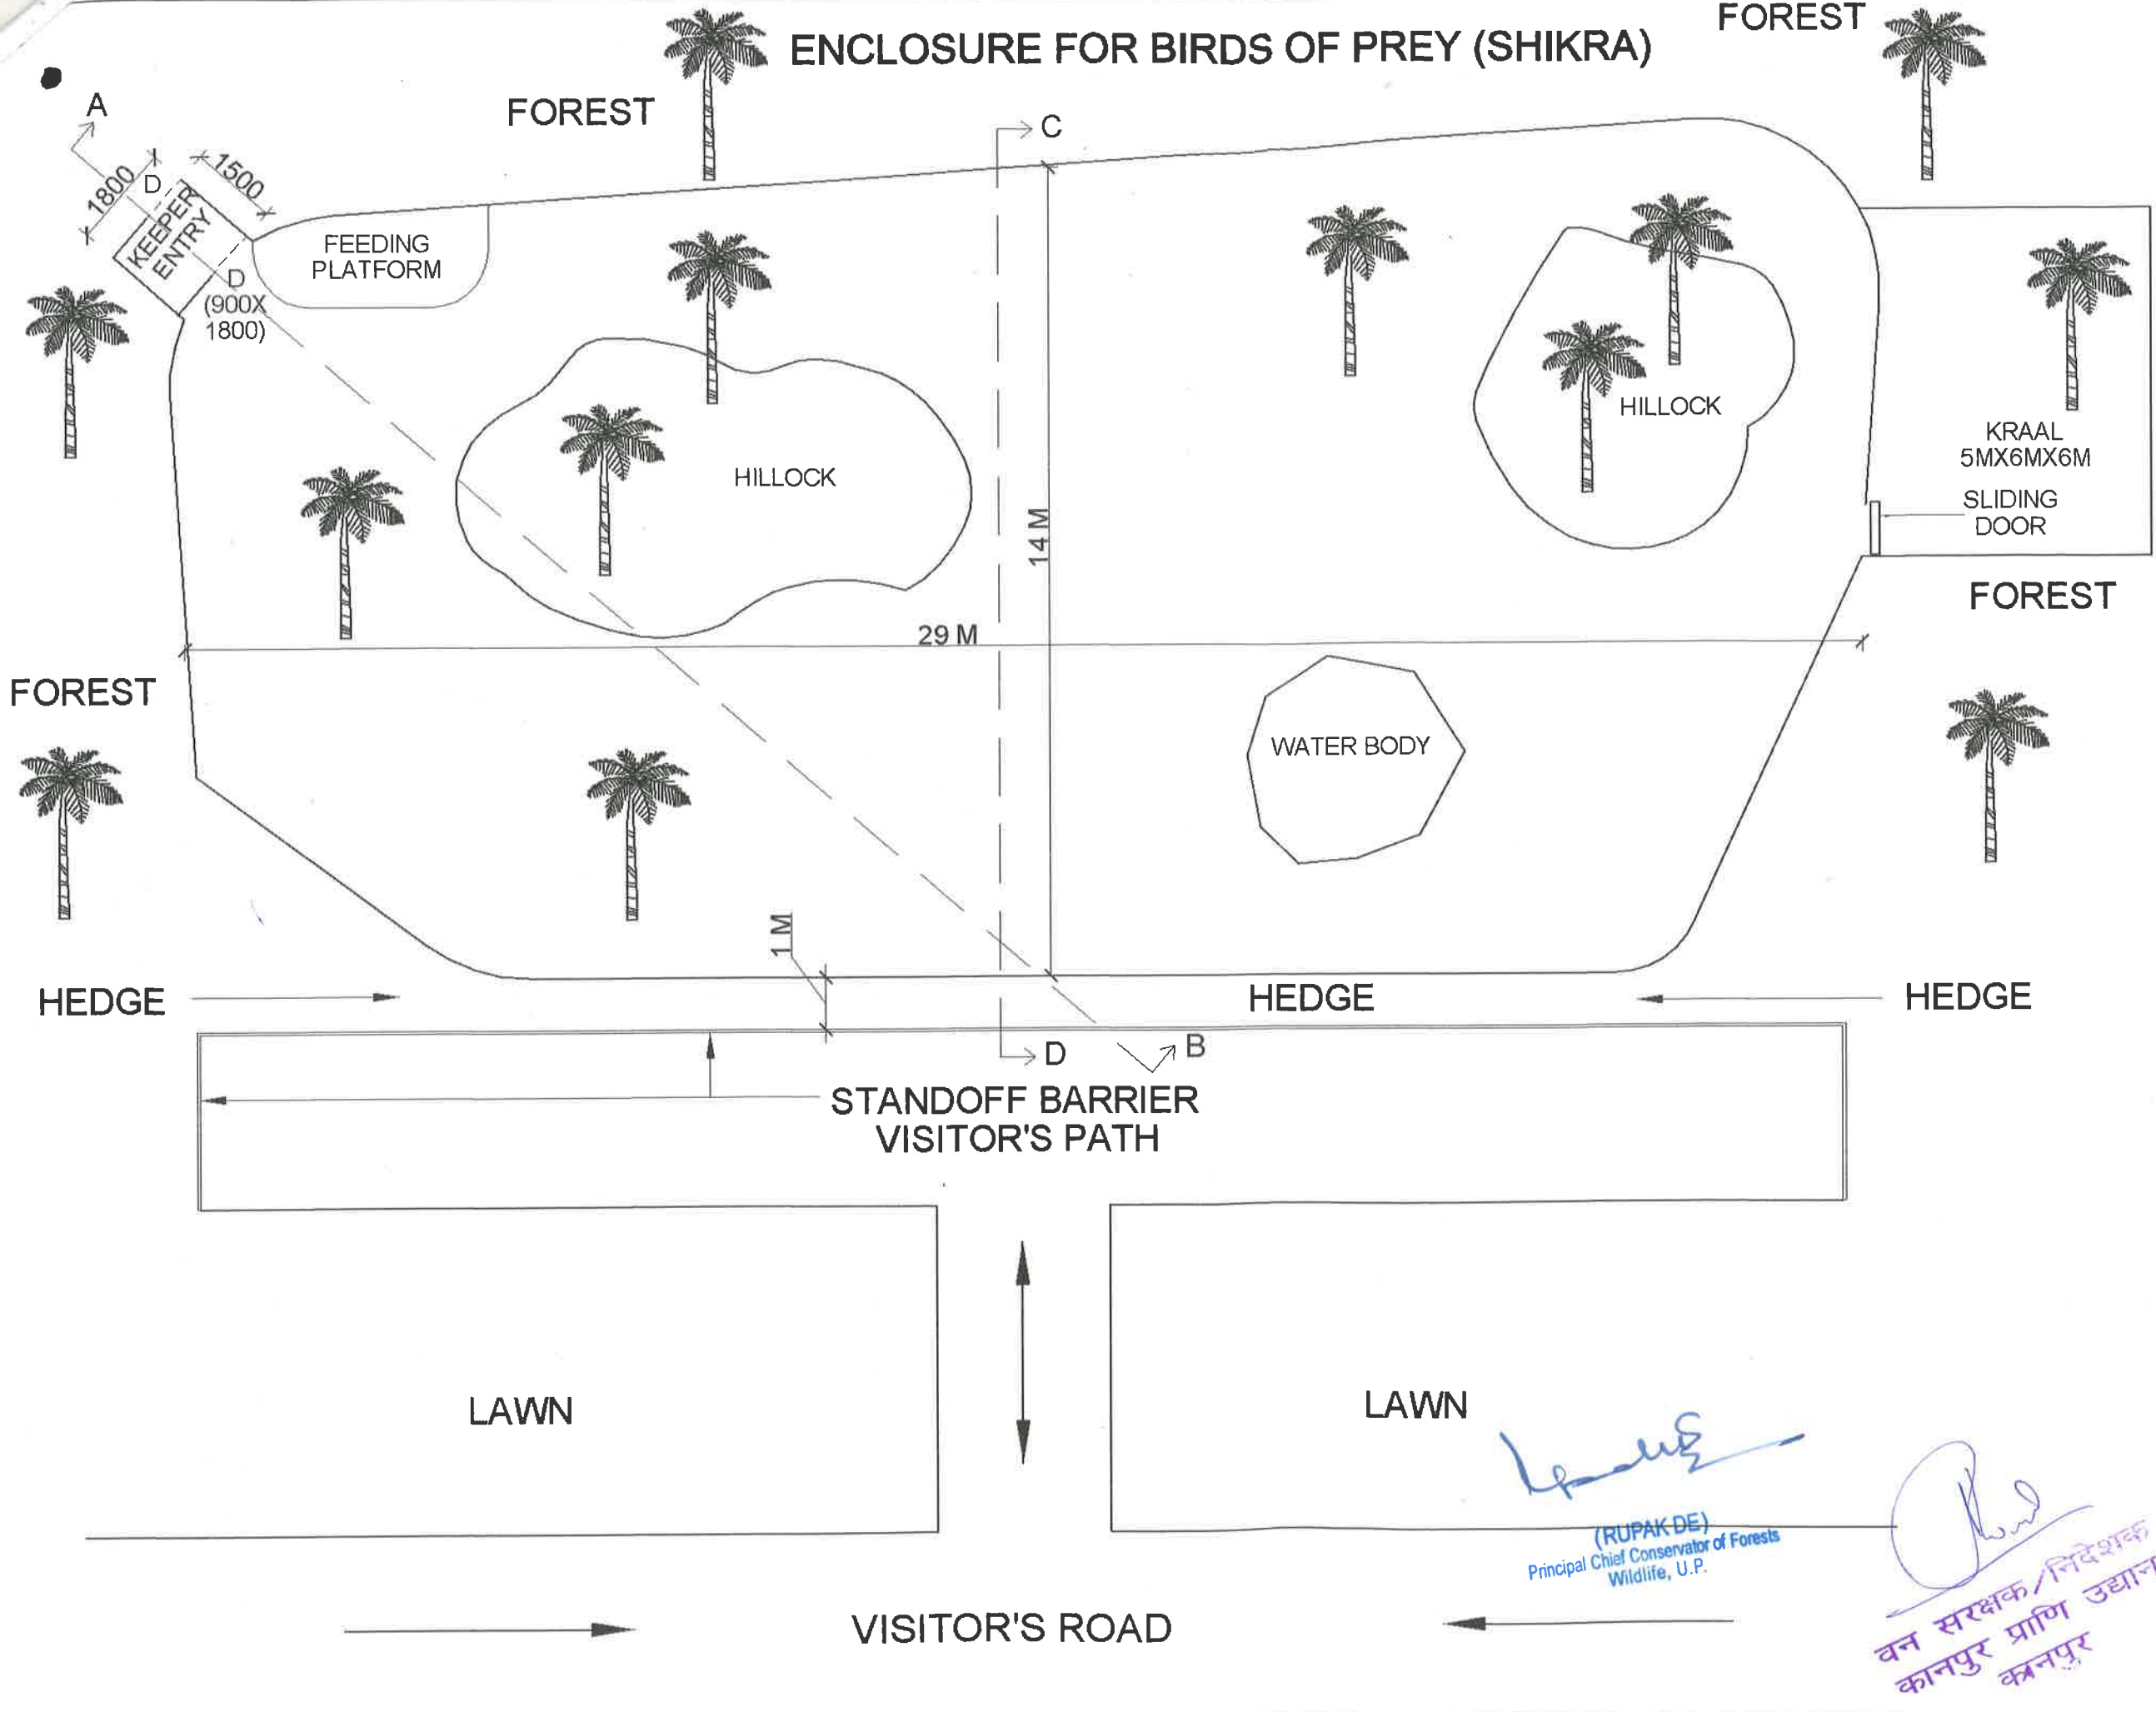 FOREST
ENCLOSURE FOR BIRDS OF PREY (SHIKRA)
FOREST
A
C
1800
D
1500
KEEPER
ENTRY
FEEDING
PLATFORM
D
(900X
1800)
HILLOCK
HILLOCK
KRAAL
5MX6MX6M
SLIDING
DOOR
14 M
FOREST
29 M
FOREST
WATER BODY
1 M
HEDGE
HEDGE
HEDGE
D
B
STANDOFF BARRIER
VISITOR'S PATH
LAWN
LAWN
(RUPAK DE)
Principal Chief Conservator of Forests
Wildlife, U.P.
वन संरक्षक/निदेशक
कानपुर प्राणि उद्यान
कानपुर
VISITOR'S ROAD